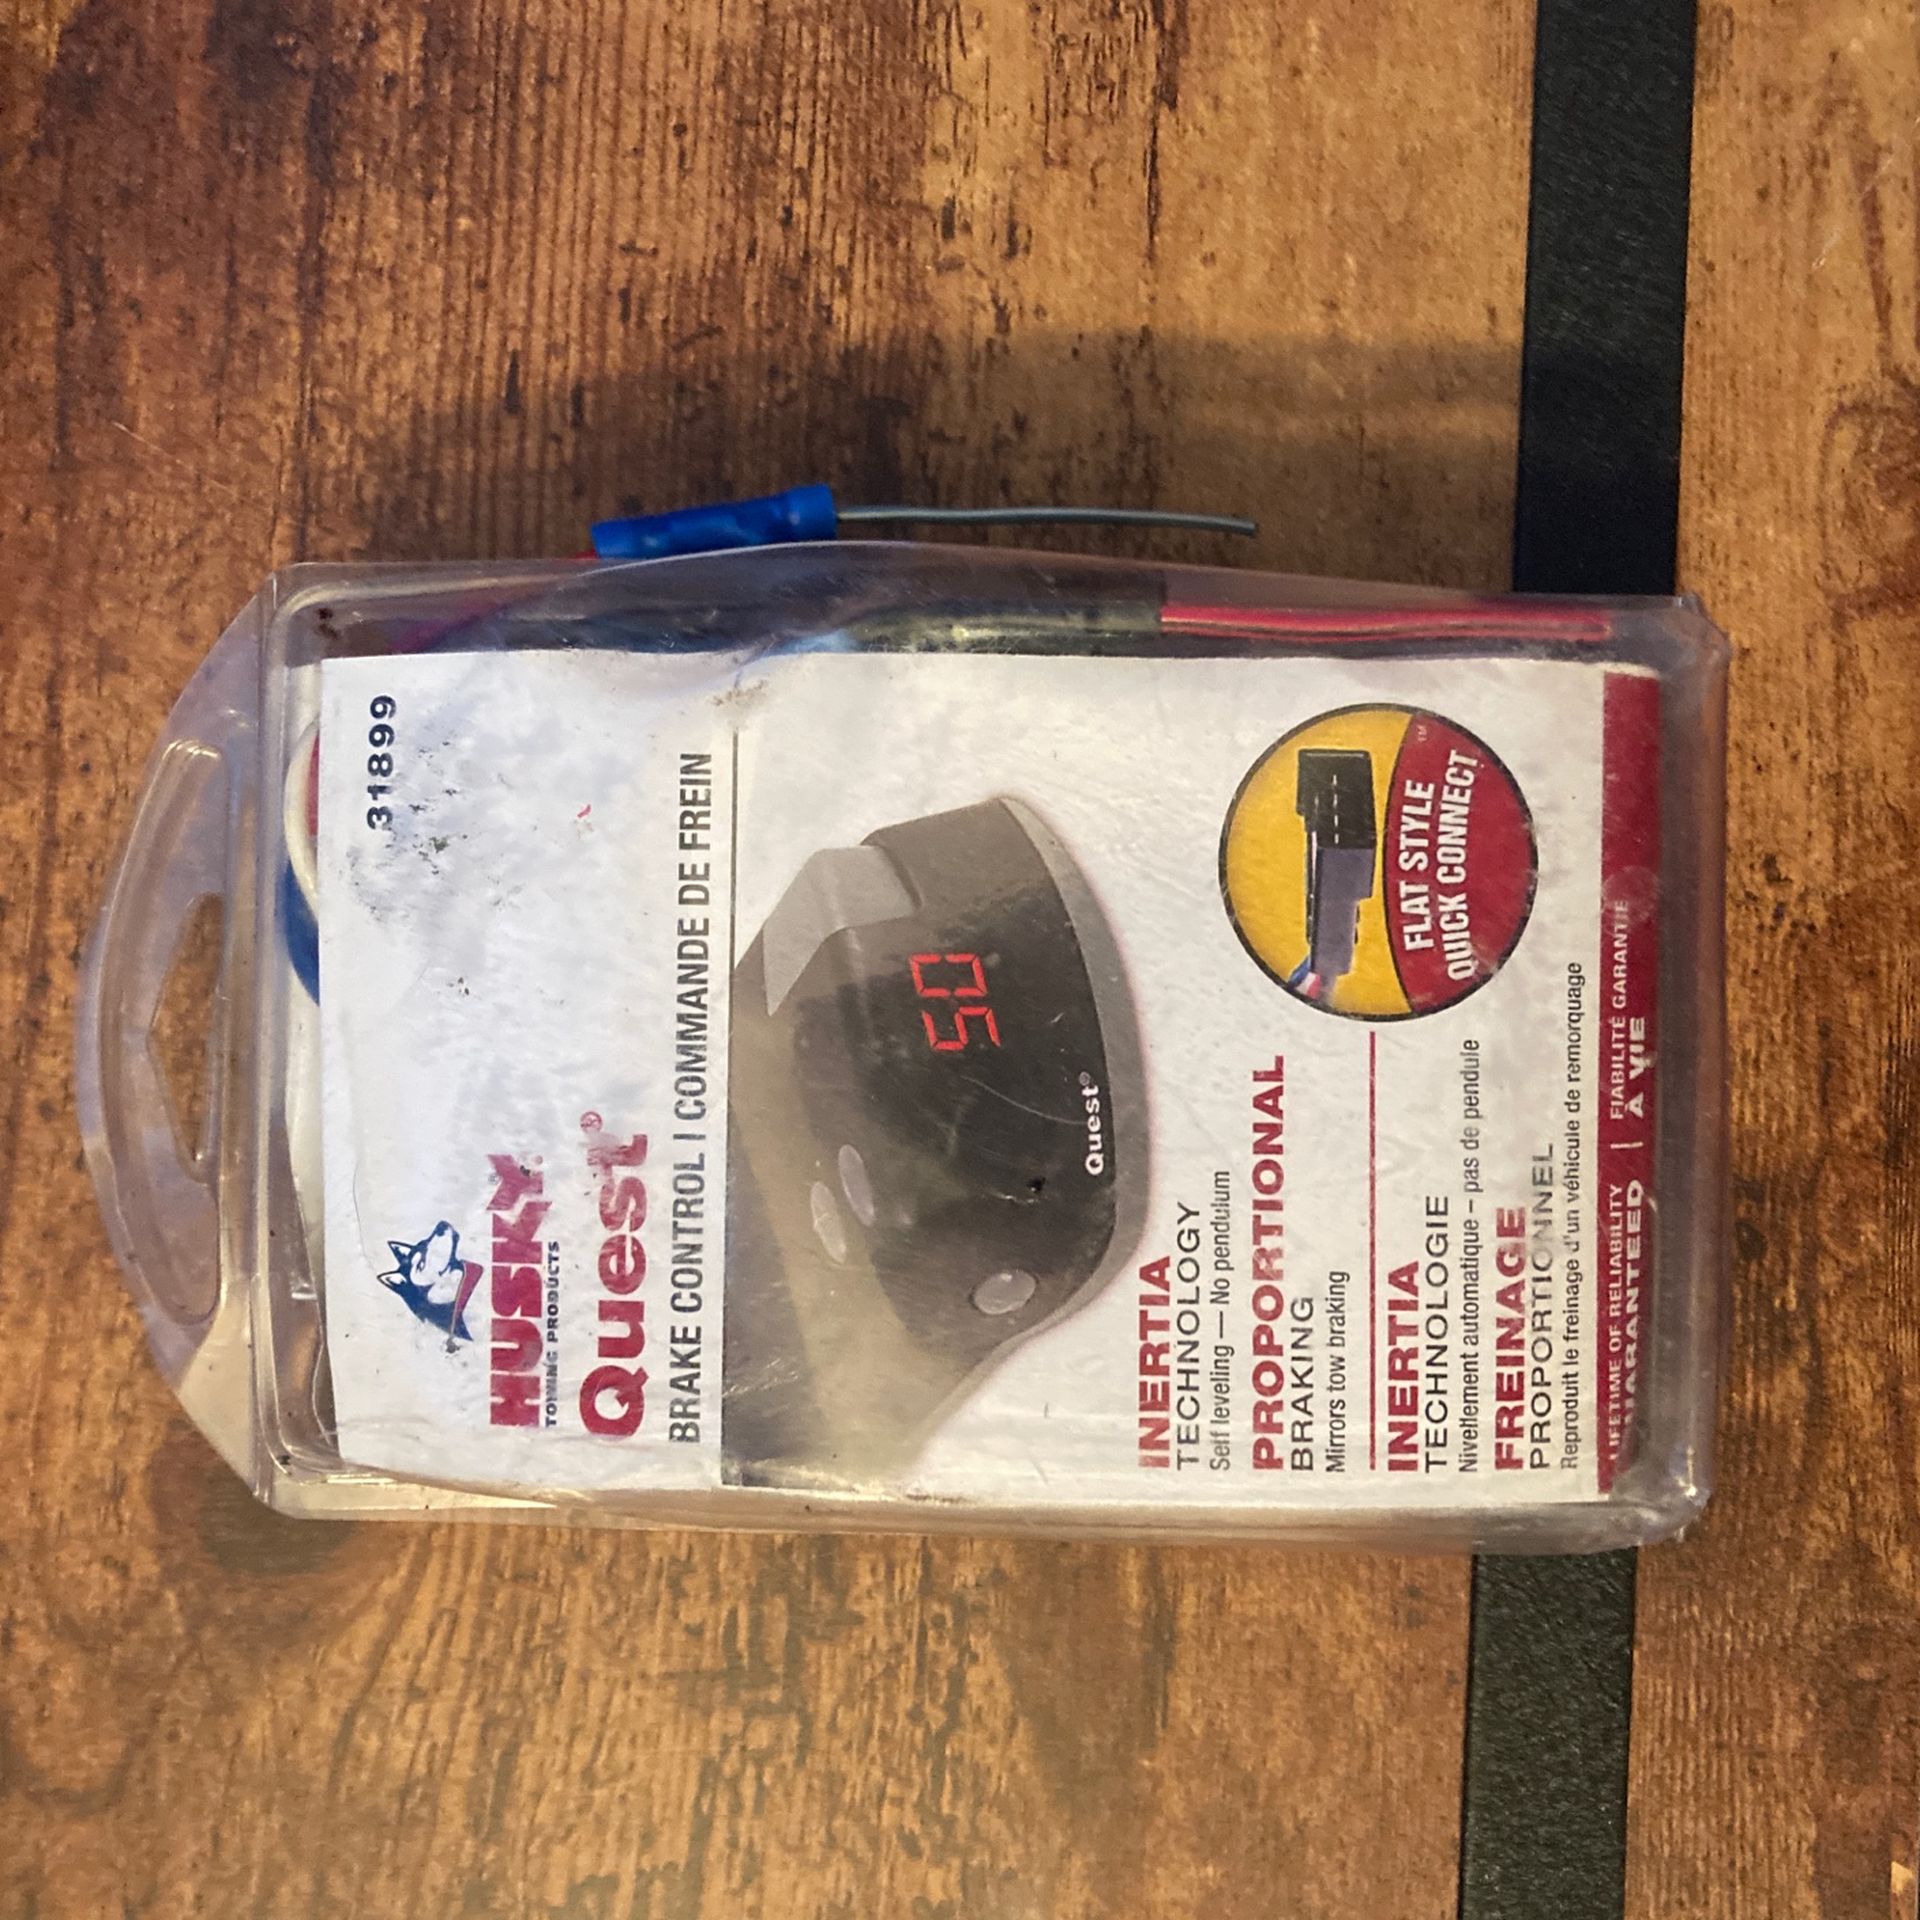 31899
HUSKY
TOWING PRODUCTS
Quest®
BRAKE CONTROL | COMMANDE DE FREIN
50
Quest®
INERTIA
TECHNOLOGY
Self leveling — No pendulum
PROPORTIONAL
BRAKING
Mirrors tow braking
FLAT STYLE
QUICK CONNECT™
INERTIA
TECHNOLOGIE
Nivellement automatique – pas de pendule
FREINAGE
PROPORTIONNEL
Reproduit le freinage d'un véhicule de remorquage
LIFETIME OF RELIABILITY | FIABILITÉ GARANTIE
GUARANTEED | À VIE